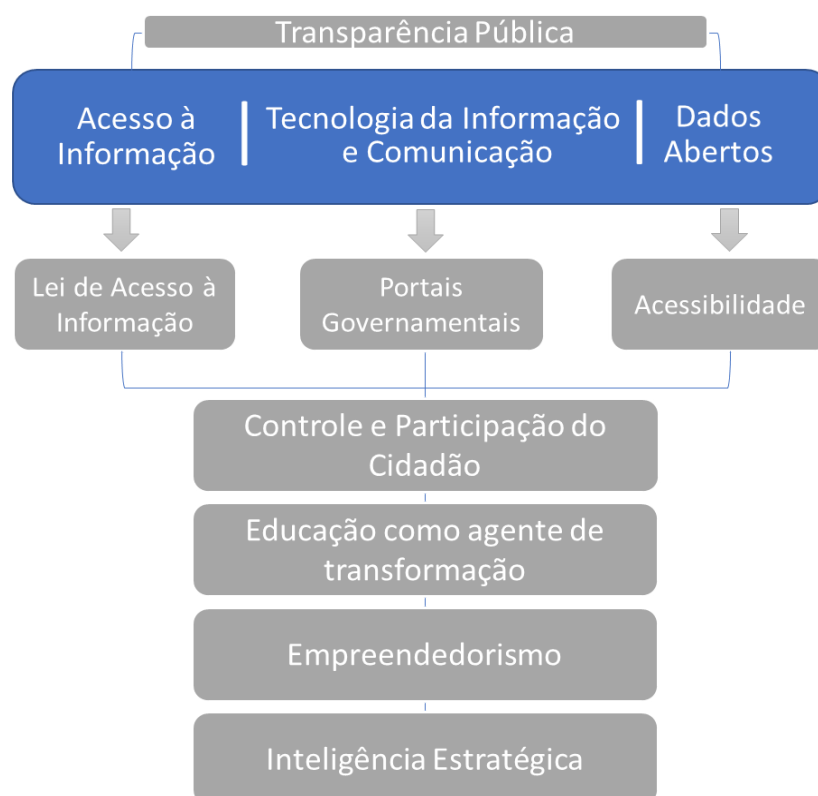 Transparência Pública
Acesso à
Informação
Tecnologia da Informação
e Comunicação
Dados
Abertos
Lei de Acesso à
Informação
Portais
Governamentais
Acessibilidade
Controle e Participação do
Cidadão
Educação como agente de
transformação
Empreendedorismo
Inteligência Estratégica